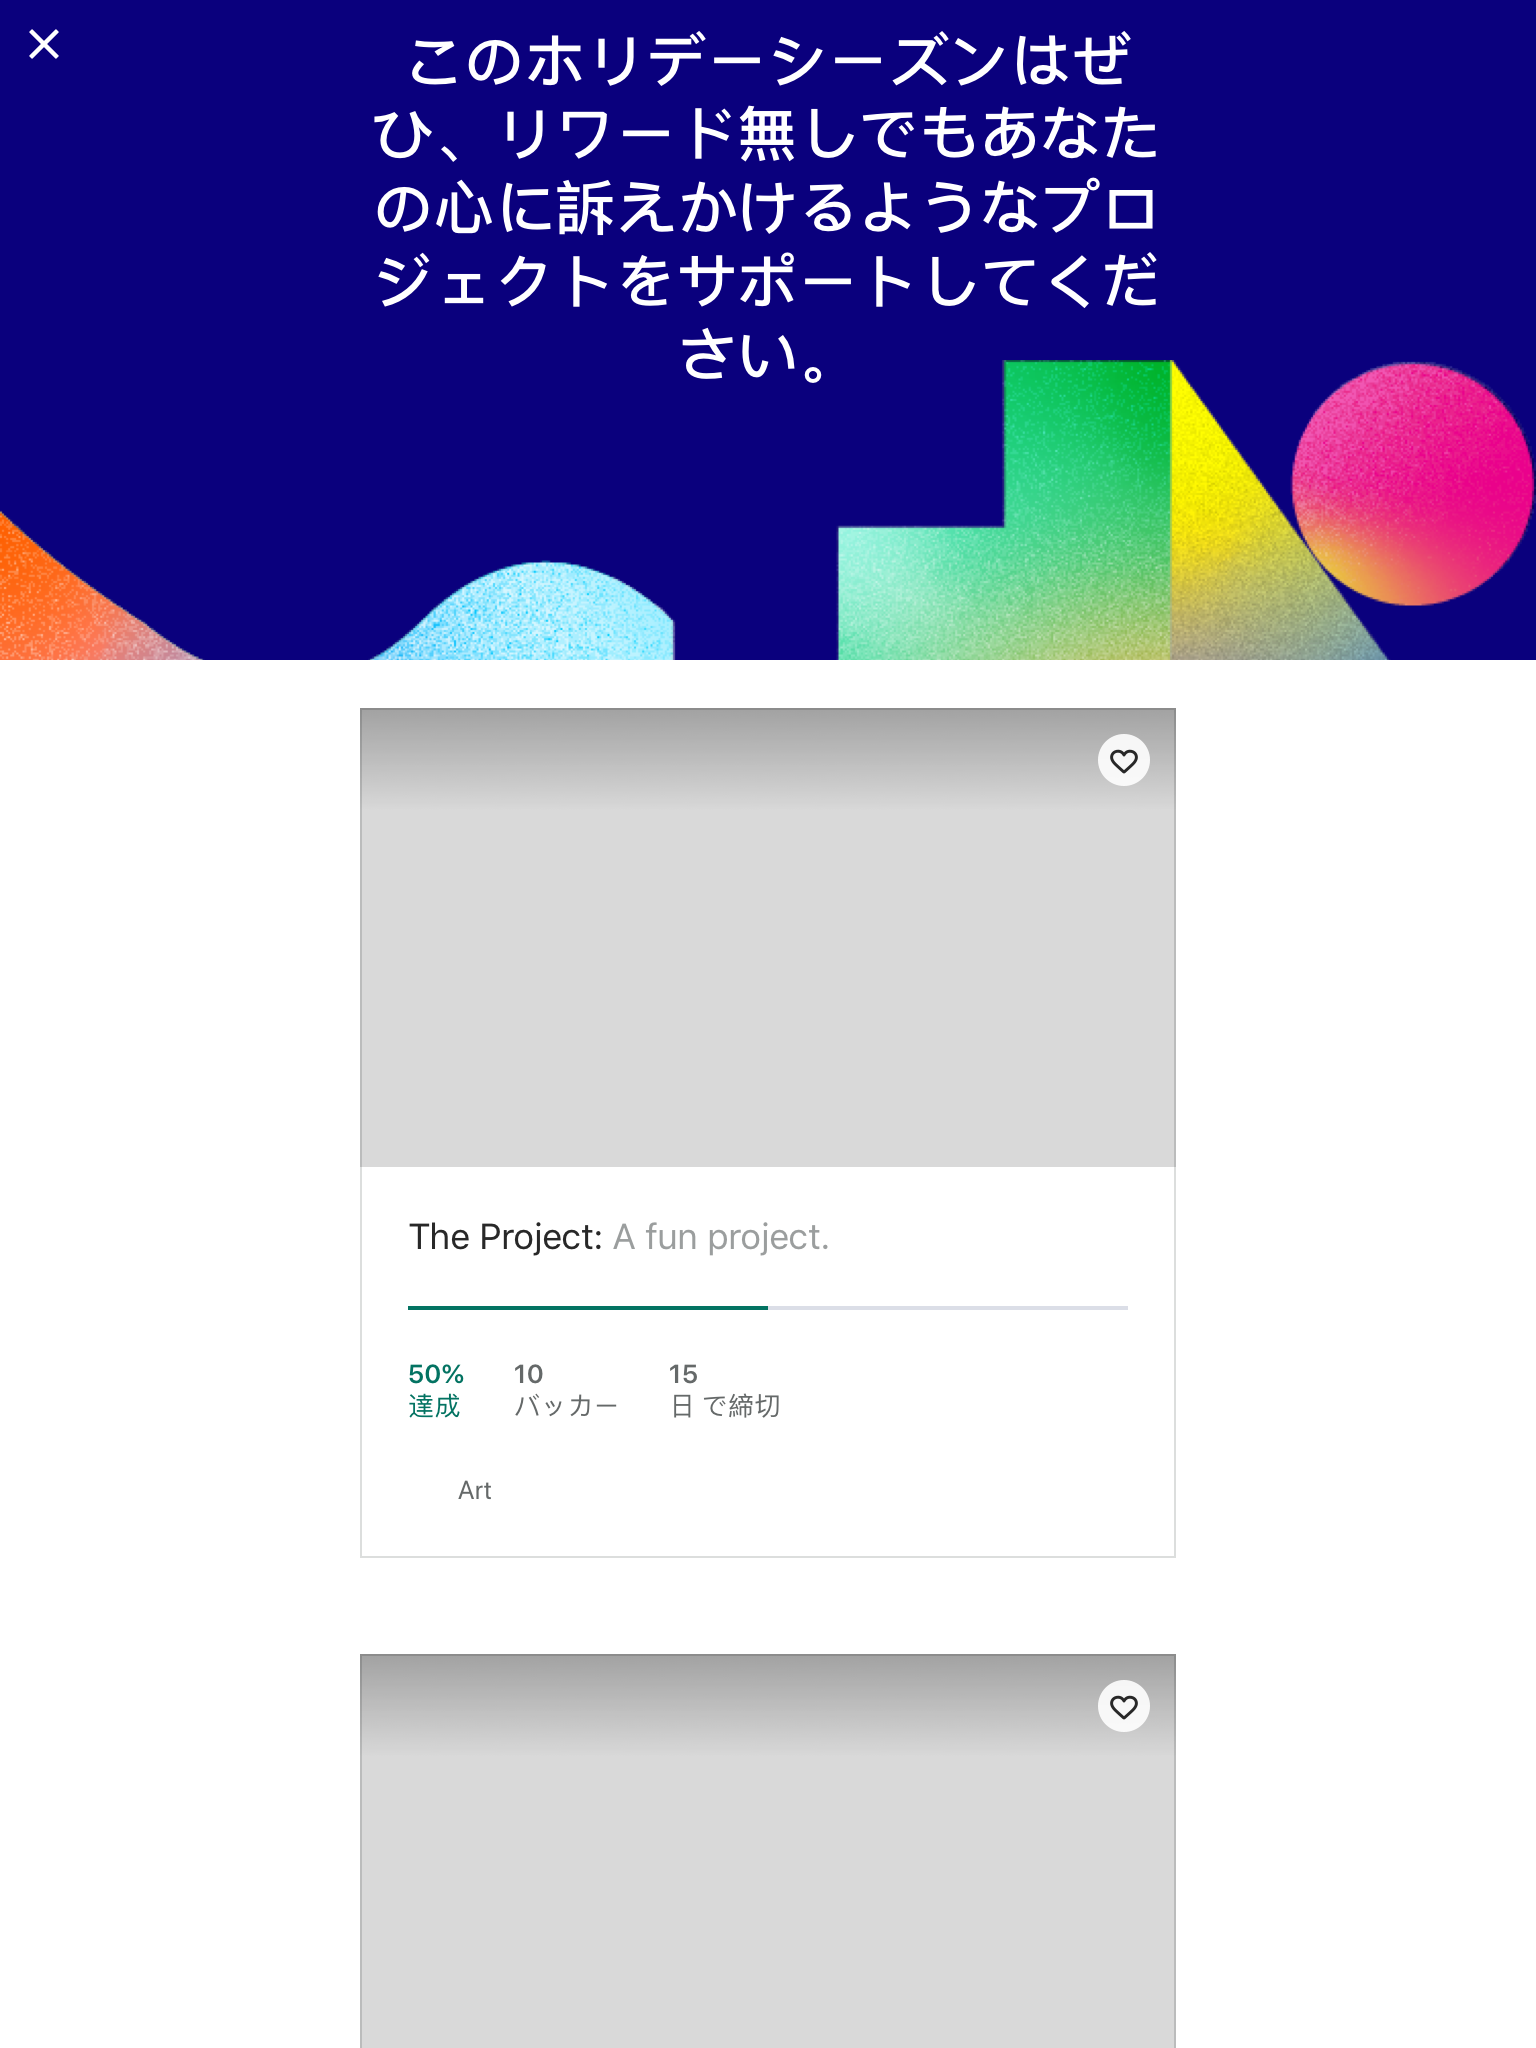 このホリデーシーズンはぜ
ひ、リワード無しでもあなた
の心に訴えかけるようなプロ
ジェクトをサポートしてくだ
さい。
The Project: A fun project.
50%
達成
10
バッカー
15
日 で締切
Art